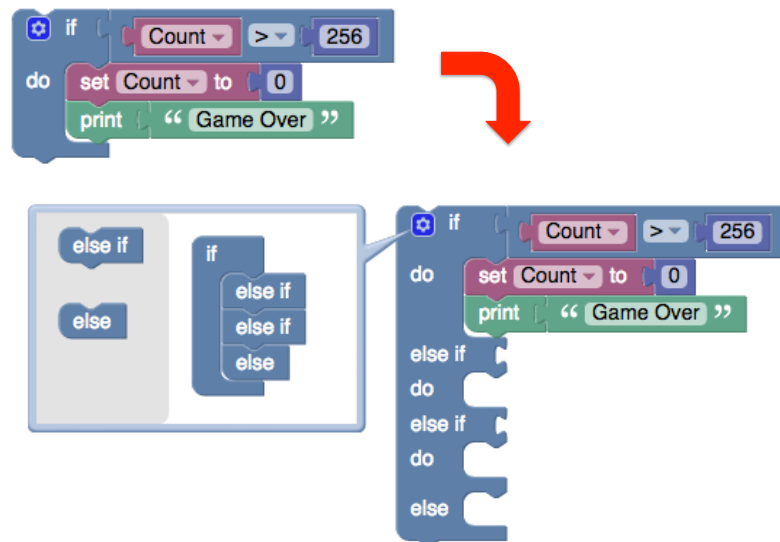 if Count > 256
do set Count to 0
print “ Game Over ”
else if
else
if
else if
else if
else
if Count > 256
do set Count to 0
print “ Game Over ”
else if
do
else if
do
else